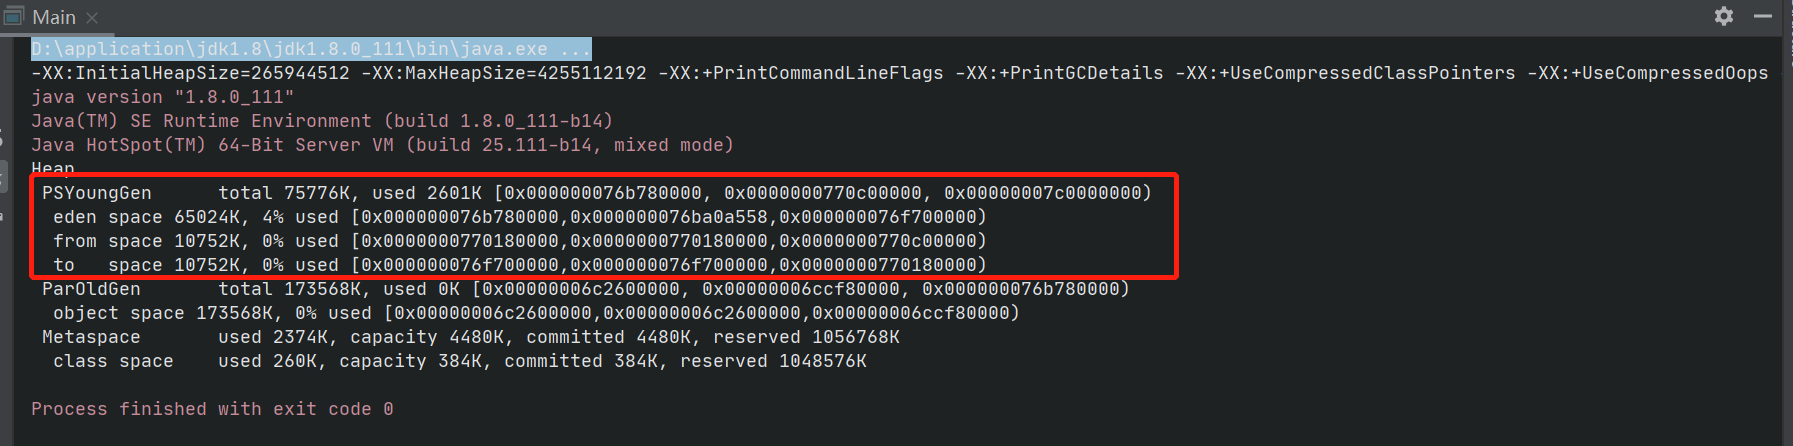 Main
D:\application\jdk1.8\jdk1.8.0_111\bin\java.exe ...
-XX:InitialHeapSize=265944512 -XX:MaxHeapSize=4255112192 -XX:+PrintCommandLineFlags -XX:+PrintGCDetails -XX:+UseCompressedClassPointers -XX:+UseCompressedOops
java version "1.8.0_111"
Java(TM) SE Runtime Environment (build 1.8.0_111-b14)
Java HotSpot(TM) 64-Bit Server VM (build 25.111-b14, mixed mode)
Heap
PSYoungGen total 75776K, used 2601K [0x000000076b780000, 0x0000000770c00000, 0x00000007c0000000)
eden space 65024K, 4% used [0x000000076b780000,0x000000076ba0a558,0x000000076f700000)
from space 10752K, 0% used [0x0000000770180000,0x0000000770180000,0x0000000770c00000)
to space 10752K, 0% used [0x000000076f700000,0x000000076f700000,0x0000000770180000)
ParOldGen total 173568K, used 0K [0x00000006c2600000, 0x00000006ccf80000, 0x000000076b780000)
object space 173568K, 0% used [0x00000006c2600000,0x00000006c2600000,0x00000006ccf80000)
Metaspace used 2374K, capacity 4480K, committed 4480K, reserved 1056768K
class space used 260K, capacity 384K, committed 384K, reserved 1048576K
Process finished with exit code 0